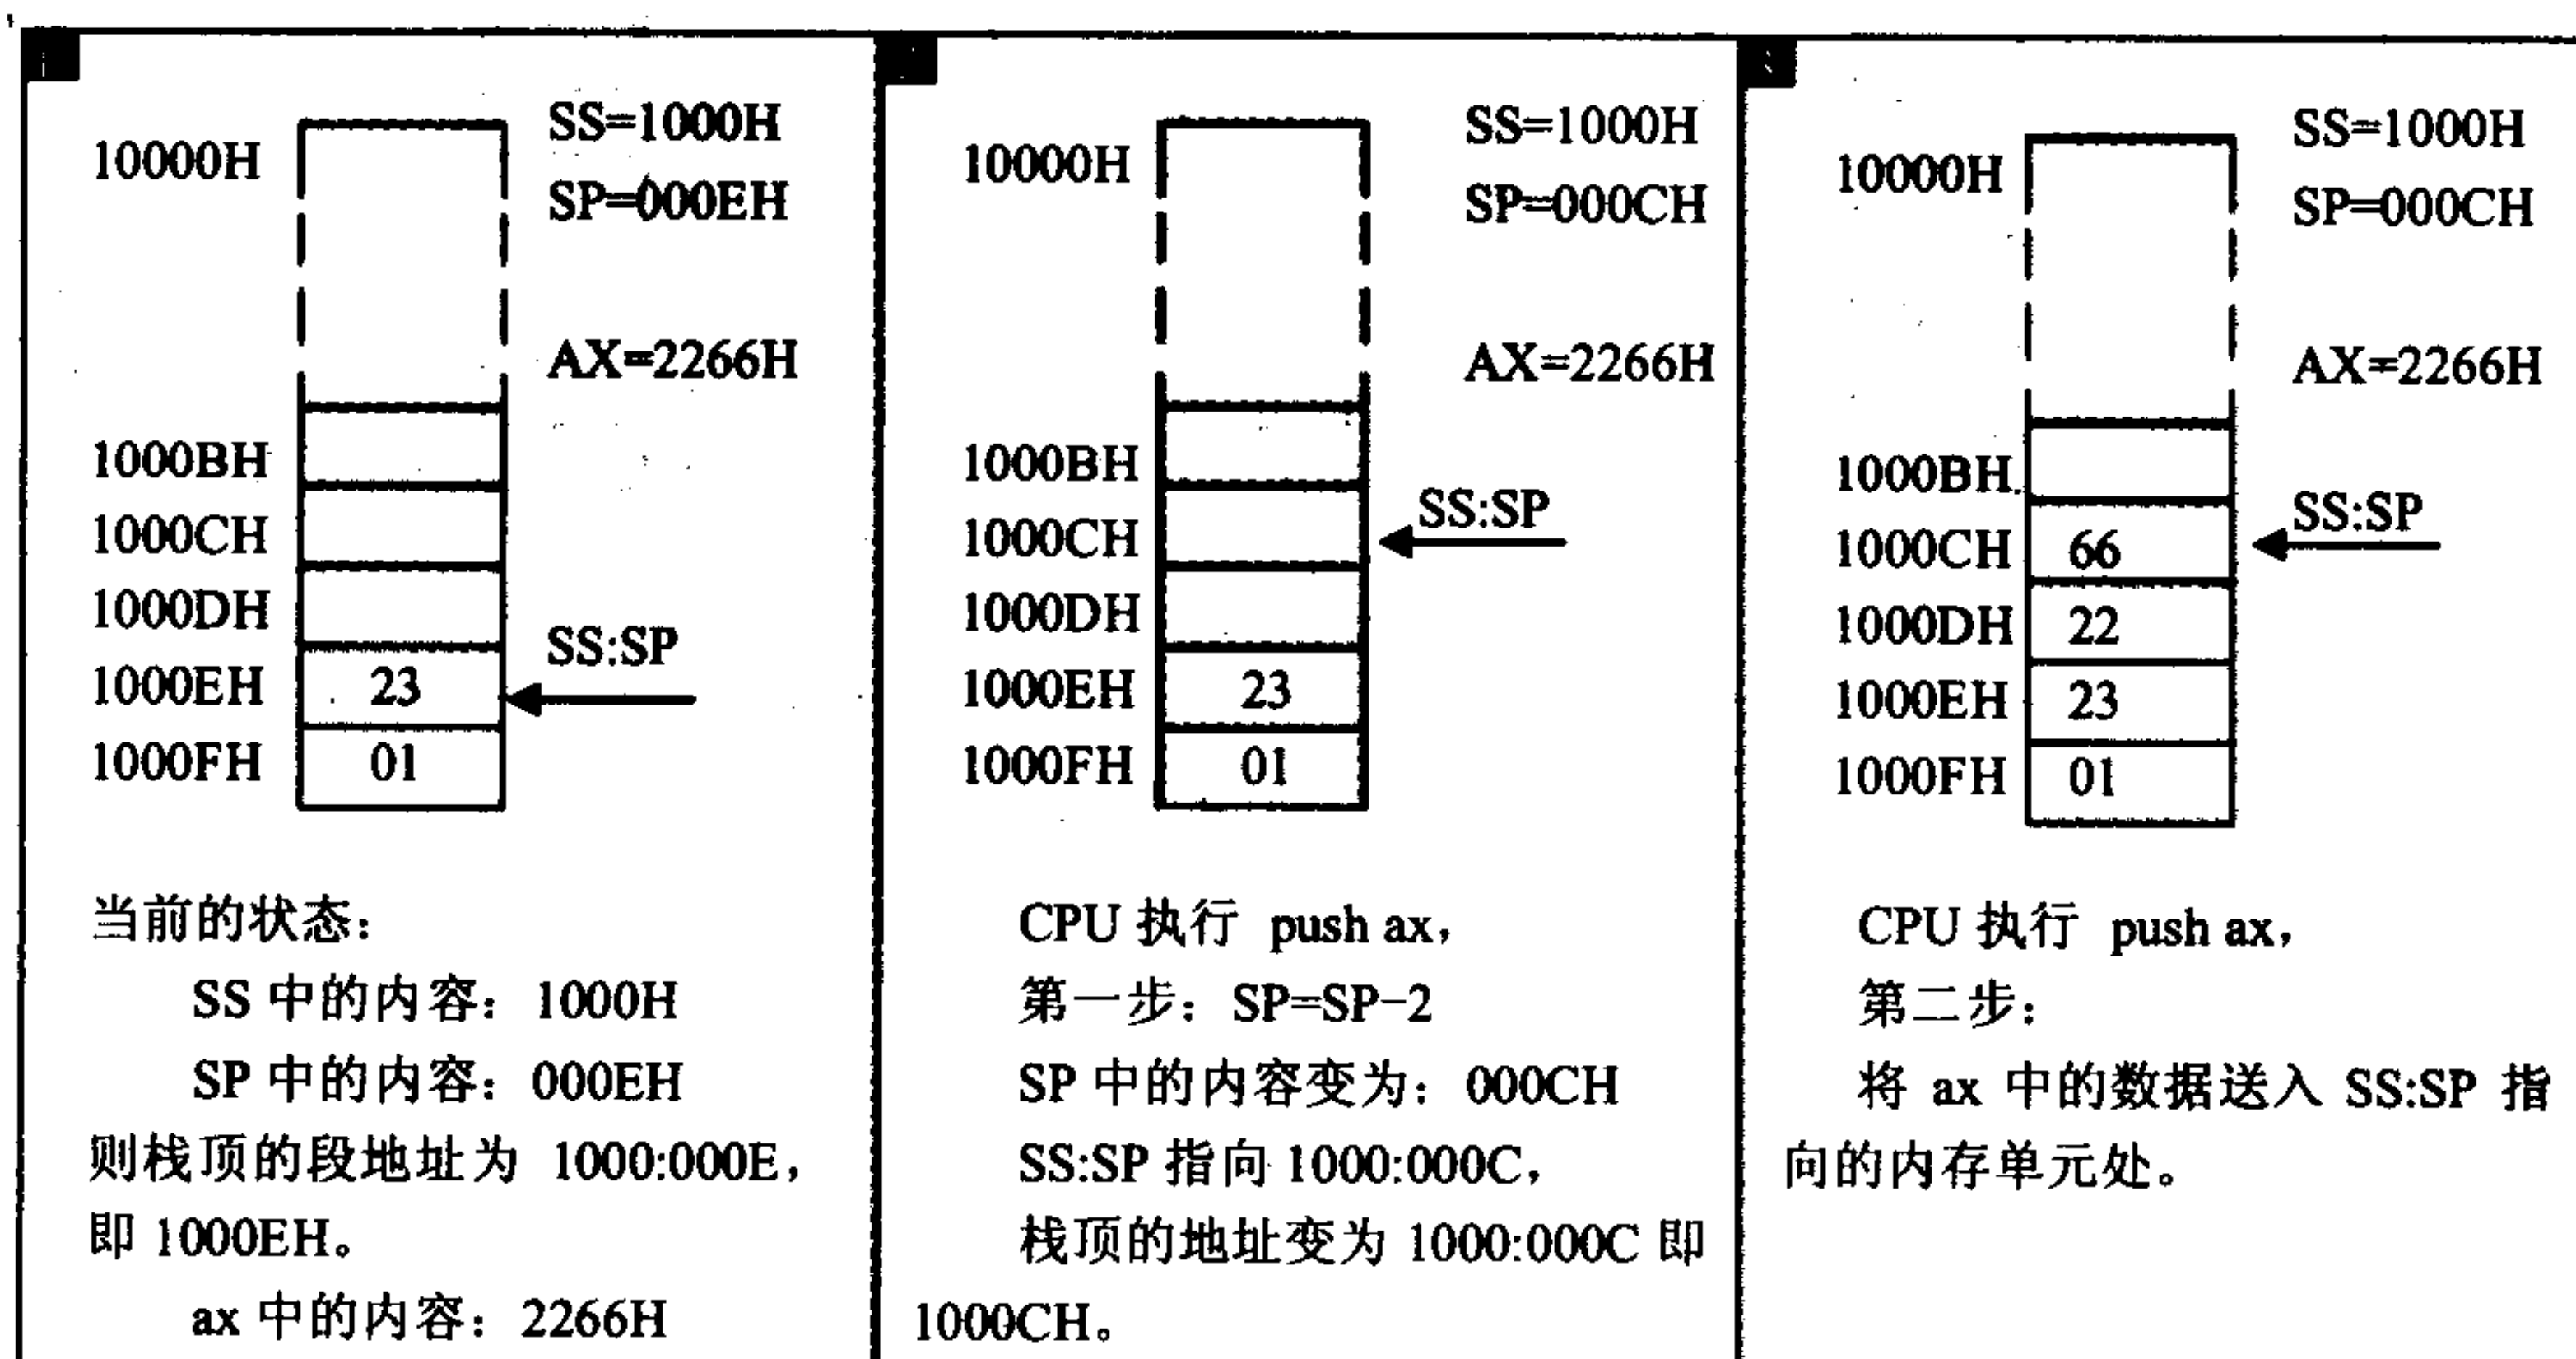 10000H
SS=1000H
SP=000EH
AX=2266H
1000BH
1000CH
1000DH
SS:SP
1000EH 23
1000FH 01
当前的状态：
SS 中的内容：1000H
SP 中的内容：000EH
则栈顶的段地址为 1000:000E，
即 1000EH。
ax 中的内容：2266H
10000H
SS=1000H
SP=000CH
AX=2266H
1000BH
SS:SP
1000CH
1000DH
1000EH 23
1000FH 01
CPU 执行 push ax，
第一步：SP=SP-2
SP 中的内容变为：000CH
SS:SP 指向 1000:000C，
栈顶的地址变为 1000:000C 即
1000CH。
10000H
SS=1000H
SP=000CH
AX=2266H
1000BH
SS:SP
1000CH 66
1000DH 22
1000EH 23
1000FH 01
CPU 执行 push ax，
第二步：
将 ax 中的数据送入 SS:SP 指
向的内存单元处。